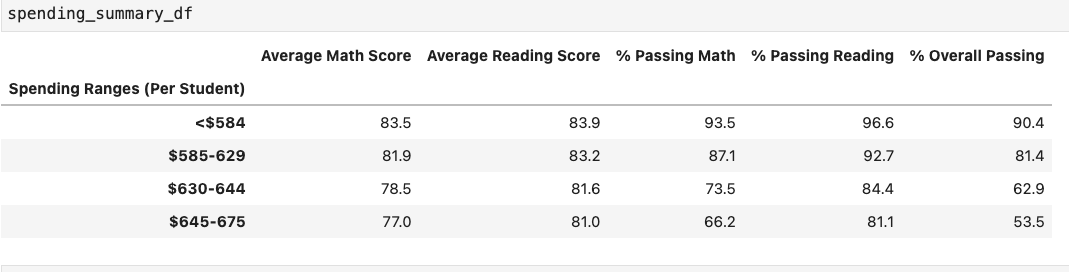 spending_summary_df
Average Math Score Average Reading Score % Passing Math % Passing Reading % Overall Passing
Spending Ranges (Per Student)
<$584 83.5 83.9 93.5 96.6 90.4
$585-629 81.9 83.2 87.1 92.7 81.4
$630-644 78.5 81.6 73.5 84.4 62.9
$645-675 77.0 81.0 66.2 81.1 53.5